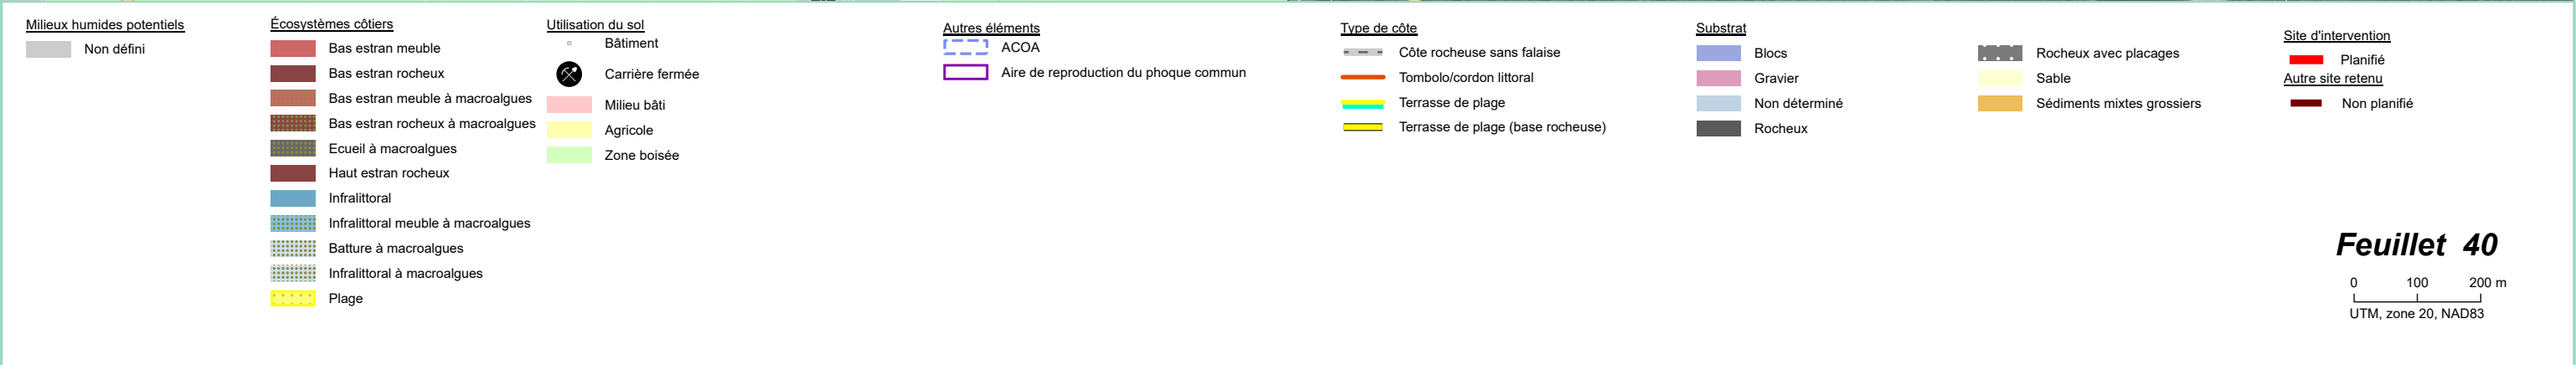 Milieux humides potentiels
Non défini
Écosystèmes côtiers
Bas estran meuble
Bas estran rocheux
Bas estran meuble à macroalgues
Bas estran rocheux à macroalgues
Ecueil à macroalgues
Haut estran rocheux
Infralittoral
Infralittoral meuble à macroalgues
Batture à macroalgues
Infralittoral à macroalgues
Plage
Utilisation du sol
Bâtiment
Carrière fermée
Milieu bâti
Agricole
Zone boisée
Autres éléments
ACOA
Aire de reproduction du phoque commun
Type de côte
Côte rocheuse sans falaise
Tombolo/cordon littoral
Terrasse de plage
Terrasse de plage (base rocheuse)
Substrat
Blocs
Gravier
Non déterminé
Rocheux
Rocheux avec placages
Sable
Sédiments mixtes grossiers
Site d'intervention
Planifié
Autre site retenu
Non planifié
Feuillet 40
0 100 200 m
UTM, zone 20, NAD83